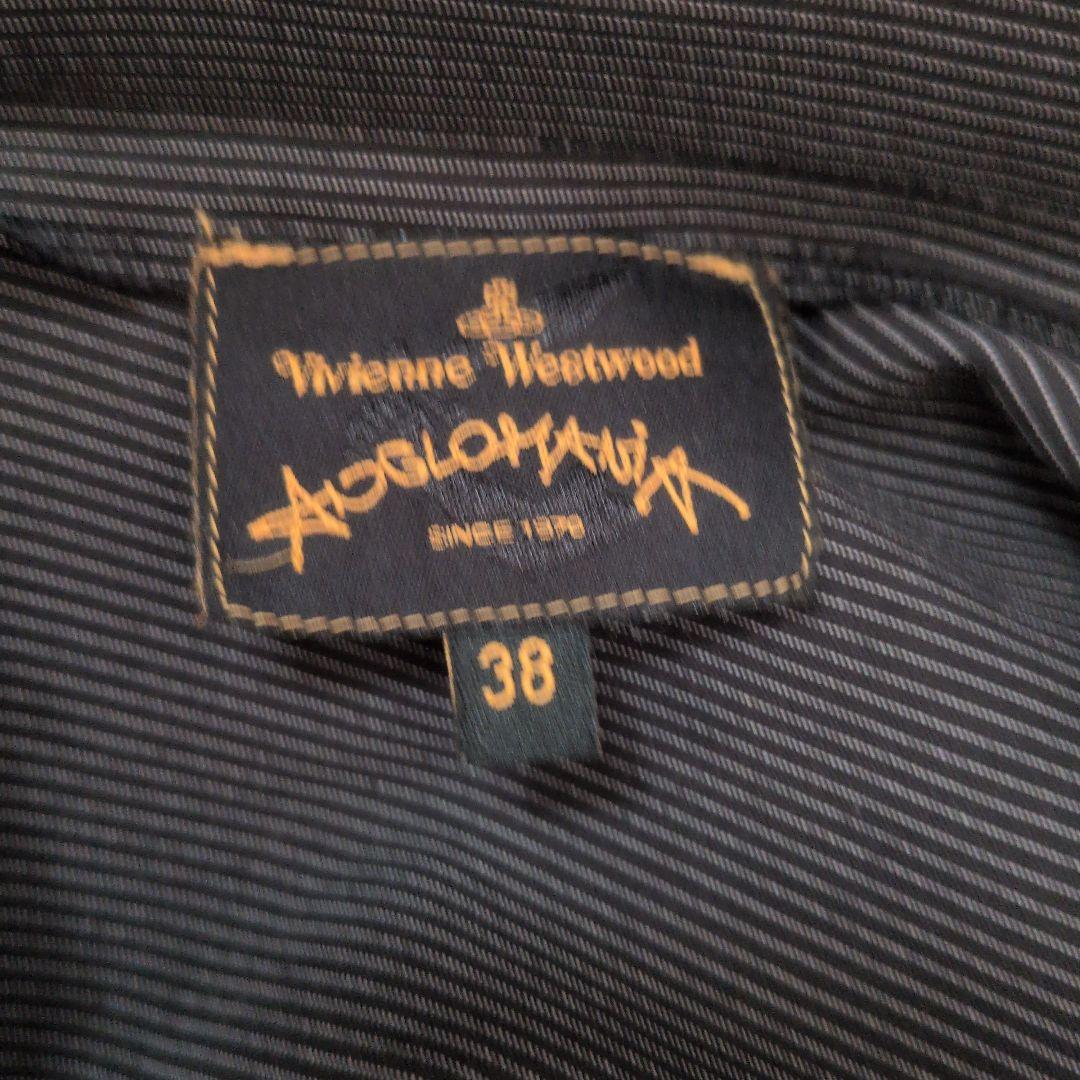 Vivienne Westwood
ANGLOMANIA
SINCE 1970
38